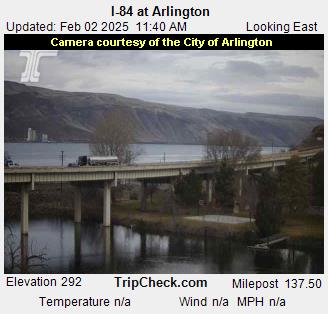 I-84 at Arlington
Updated: Feb 02 2025 11:40 AM Looking East
Camera courtesy of the City of Arlington
Elevation 292 TripCheck.com Milepost 137.50
Temperature n/a Wind n/a MPH n/a